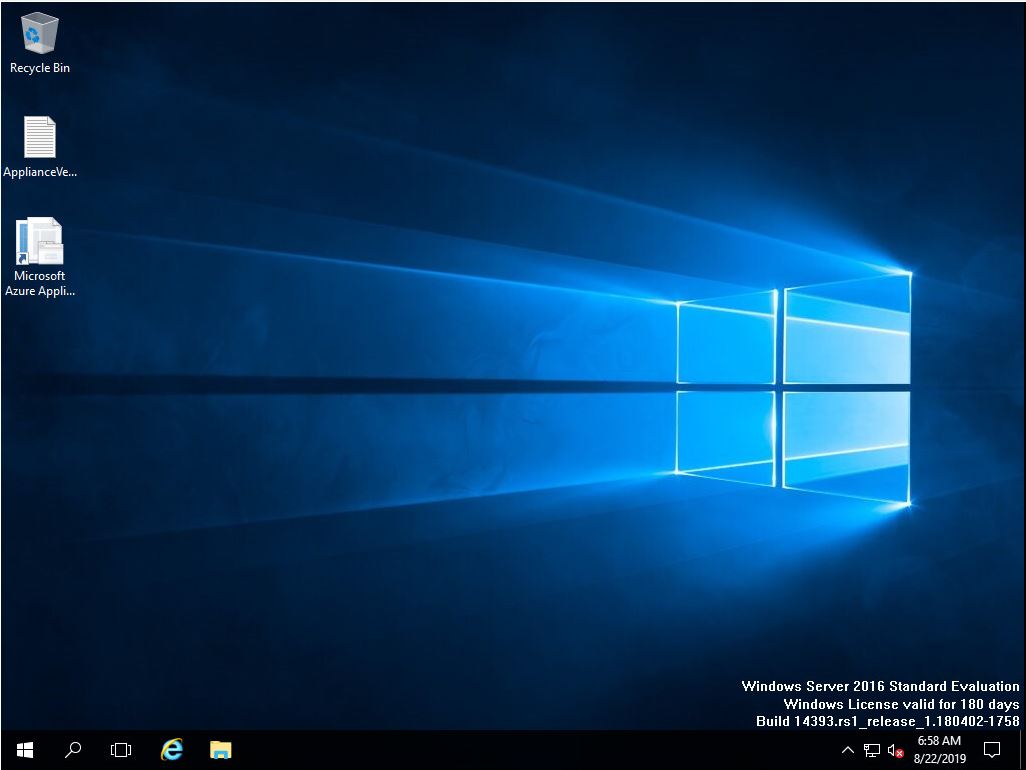 Recycle Bin
ApplianceVe...
Microsoft
Azure Appli...
Windows Server 2016 Standard Evaluation
Windows License valid for 180 days
Build 14393.rs1_release_1.180402-1758
6:58 AM
8/22/2019